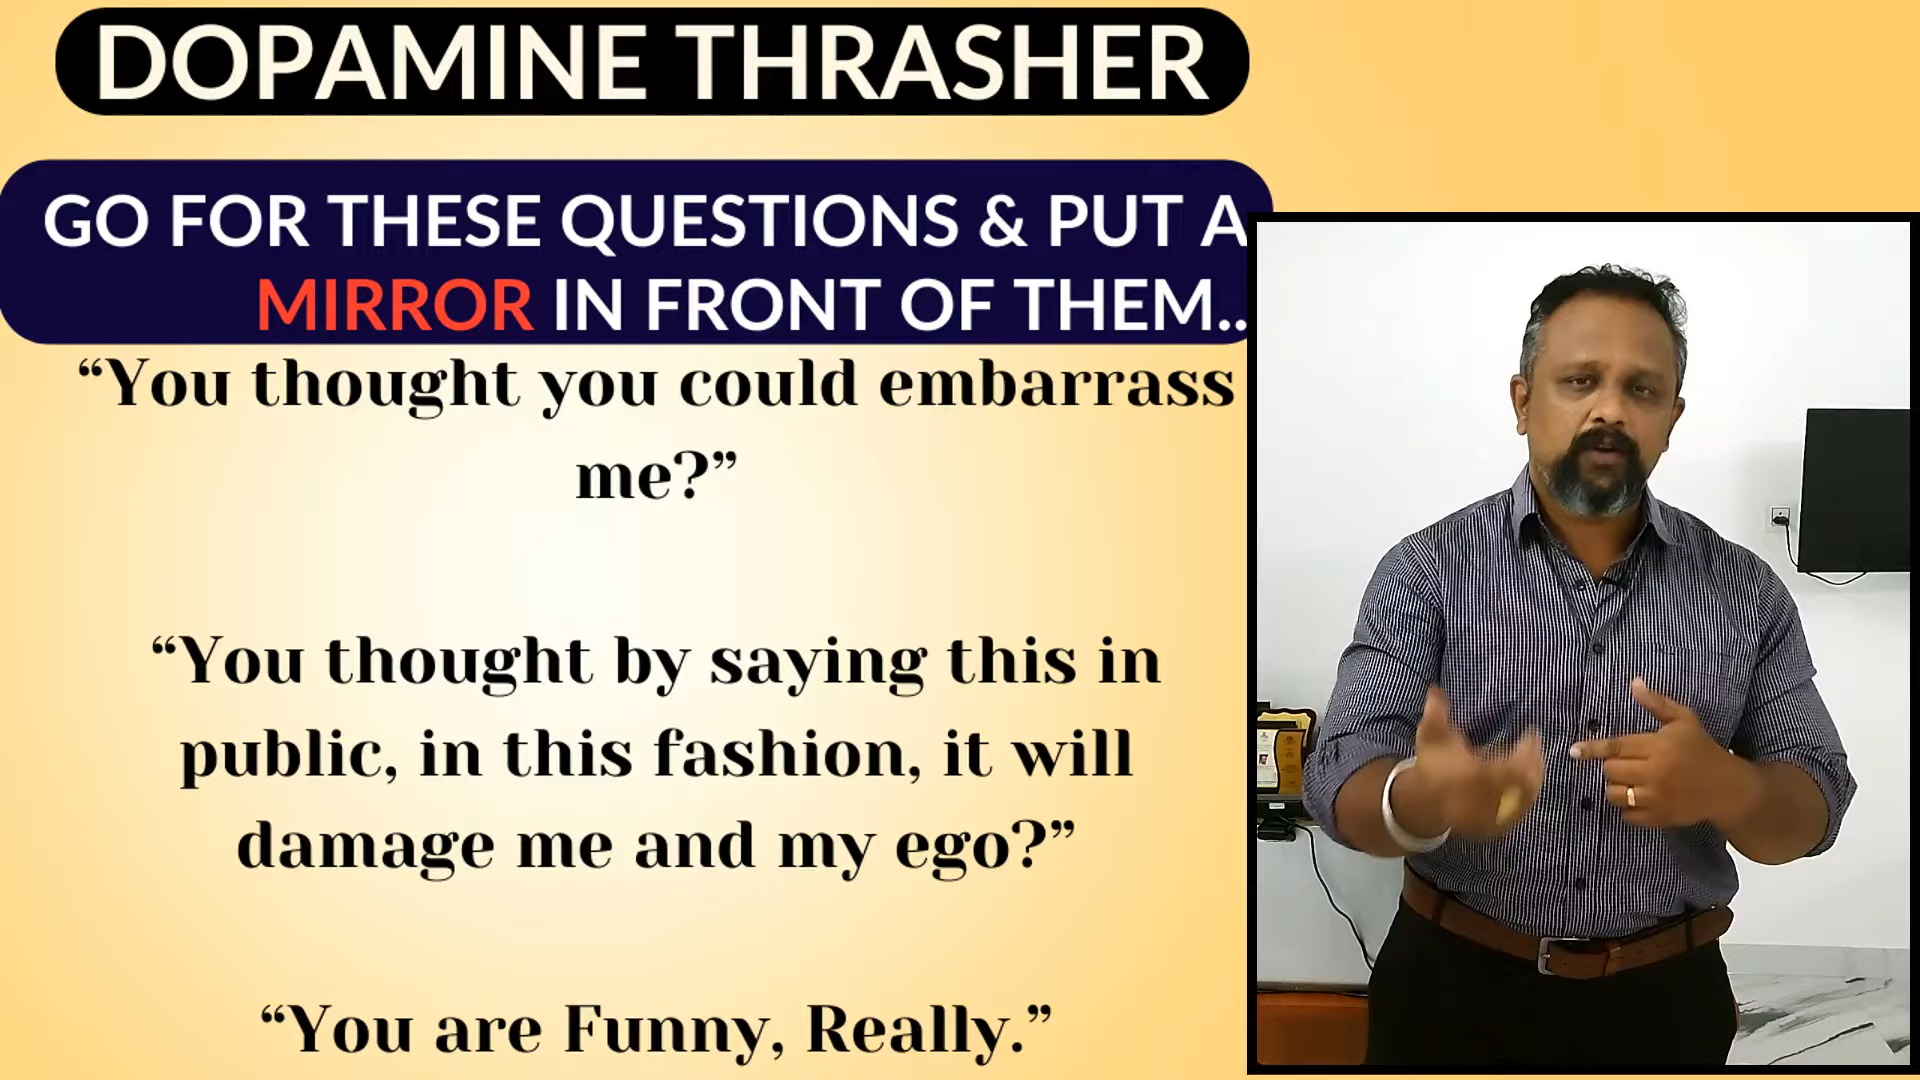 DOPAMINE THRASHER
GO FOR THESE QUESTIONS & PUT A
MIRROR IN FRONT OF THEM..
“You thought you could embarrass
me?”
“You thought by saying this in
public, in this fashion, it will
damage me and my ego?”
“You are Funny, Really.”